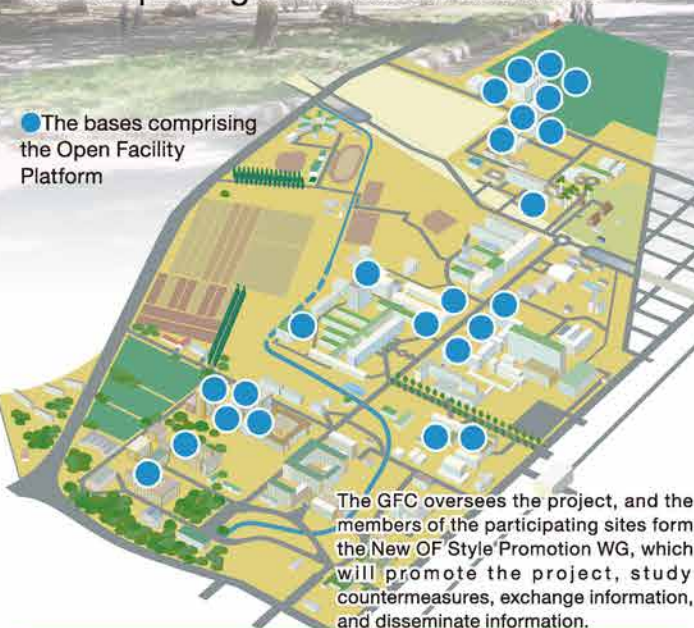 The bases comprising
the Open Facility
Platform
The GFC oversees the project, and the
members of the participating sites form
the New OF Style Promotion WG, which
will promote the project, study
countermeasures, exchange information,
and disseminate information.